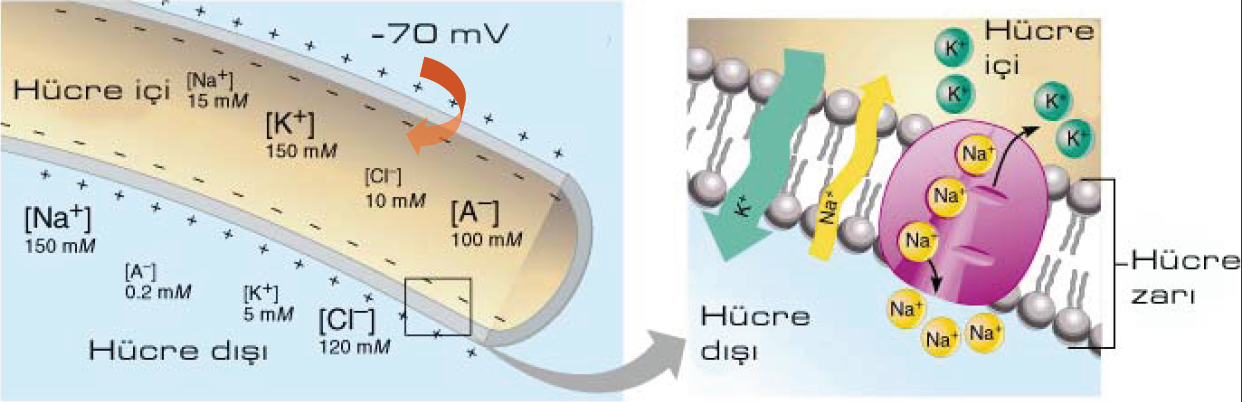 -70 mV
Hücre içi
[Na⁺]
15 mM
[K⁺]
150 mM
[Cl⁻]
10 mM
[A⁻]
100 mM
[Na⁺]
150 mM
[A⁻]
0.2 mM
[K⁺]
5 mM
[Cl⁻]
120 mM
Hücre dışı
Hücre
içi
K⁺
K⁺
K⁺
K⁺
K⁺
Na⁺
Na⁺
Na⁺
Na⁺
Na⁺
Na⁺
Na⁺
Hücre
dışı
Hücre
zarı